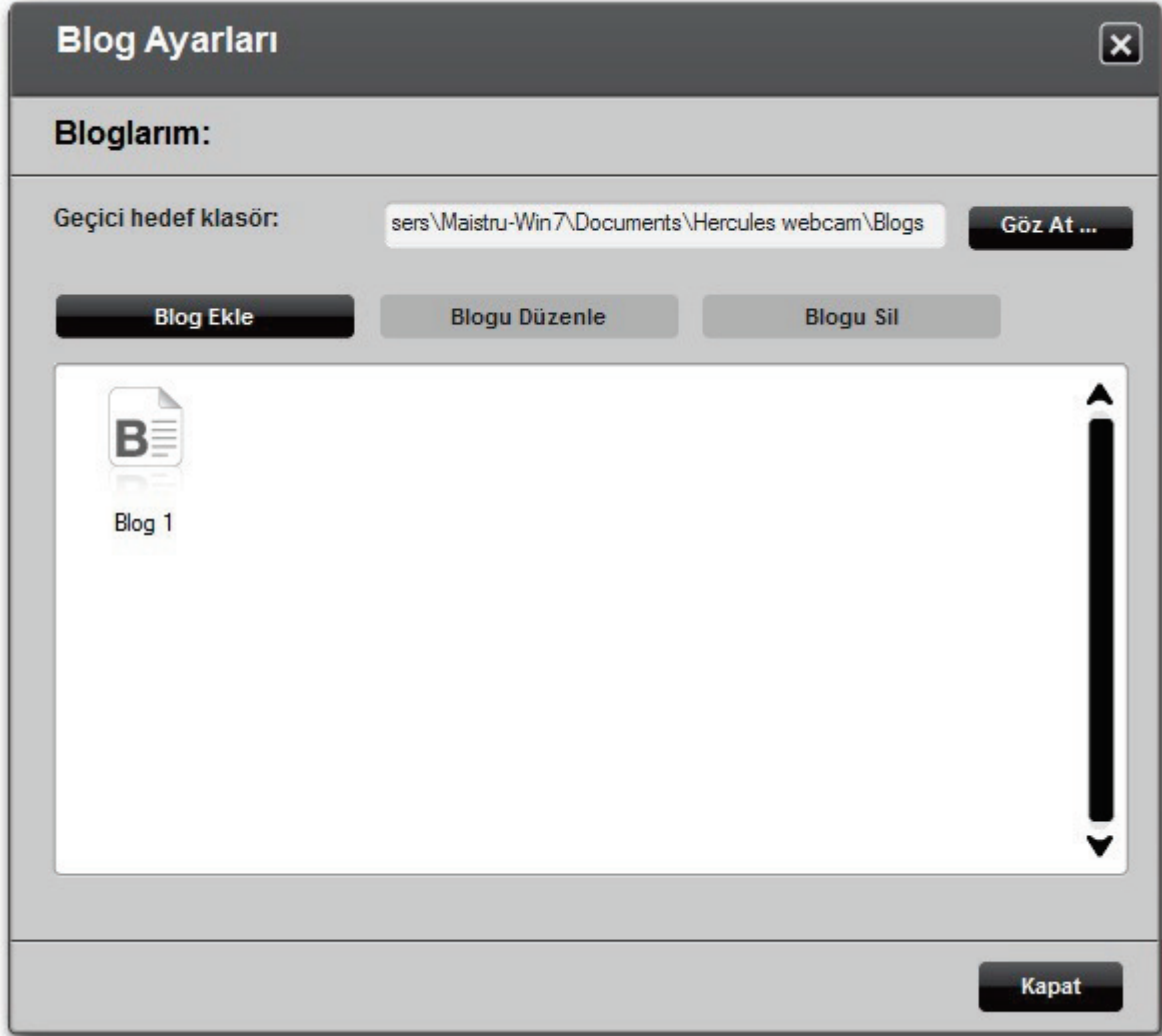 Blog Ayarları
Bloglarım:
Geçici hedef klasör: sers\Maistru-Win7\Documents\Hercules webcam\Blogs Göz At ...
Blog Ekle Blogu Düzenle Blogu Sil
B
Blog 1
Kapat